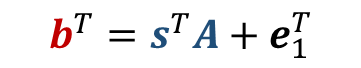 b^T = s^T A + e_1^T